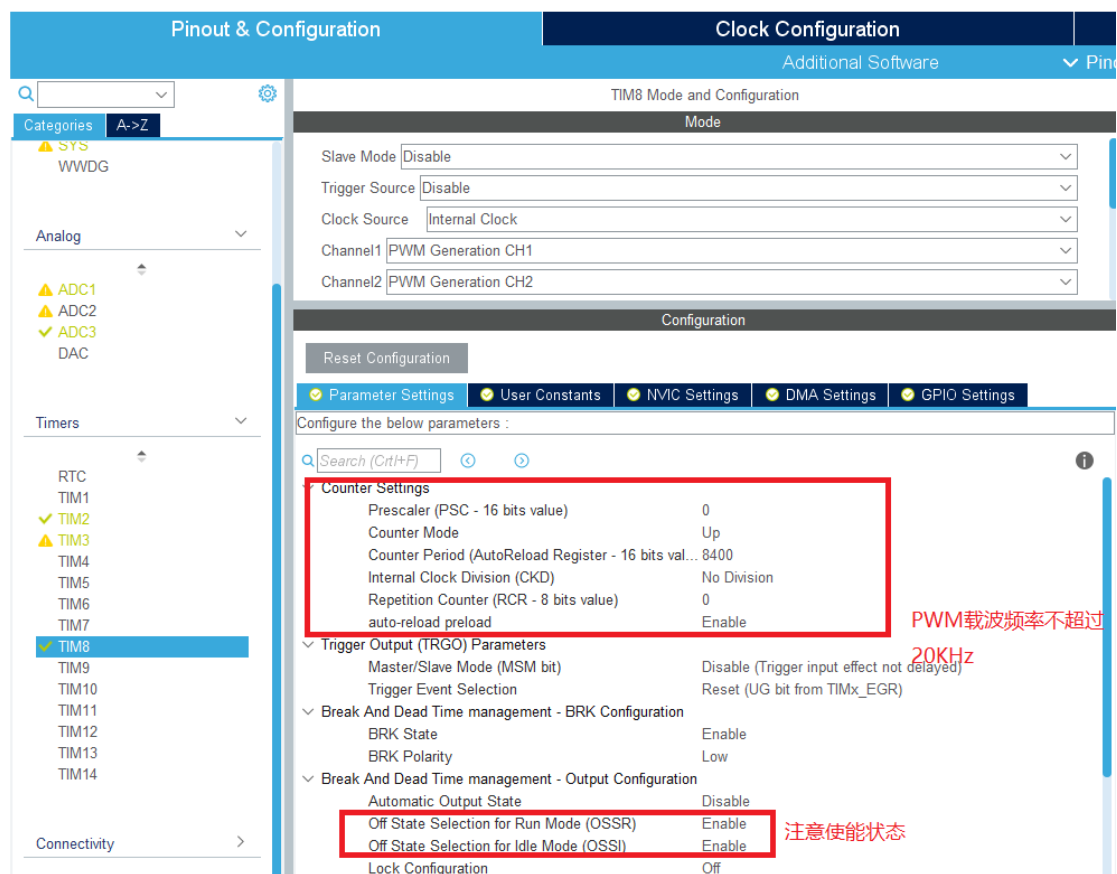 Pinout & Configuration
Clock Configuration
Additional Software
Pinc
Categories
A->Z
SYS
WWDG
Analog
ADC1
ADC2
ADC3
DAC
Timers
RTC
TIM1
TIM2
TIM3
TIM4
TIM5
TIM6
TIM7
TIM8
TIM9
TIM10
TIM11
TIM12
TIM13
TIM14
Connectivity
TIM8 Mode and Configuration
Mode
Slave Mode Disable
Trigger Source Disable
Clock Source Internal Clock
Channel1 PWM Generation CH1
Channel2 PWM Generation CH2
Configuration
Reset Configuration
Parameter Settings
User Constants
NVIC Settings
DMA Settings
GPIO Settings
Configure the below parameters :
Search (Crtl+F)
Counter Settings
Prescaler (PSC - 16 bits value) 0
Counter Mode Up
Counter Period (AutoReload Register - 16 bits val... 8400
Internal Clock Division (CKD) No Division
Repetition Counter (RCR - 8 bits value) 0
auto-reload preload Enable
PWM载波频率不超过
20KHz
Trigger Output (TRGO) Parameters
Master/Slave Mode (MSM bit) Disable (Trigger input effect not delayed)
Trigger Event Selection Reset (UG bit from TIMx_EGR)
Break And Dead Time management - BRK Configuration
BRK State Enable
BRK Polarity Low
Break And Dead Time management - Output Configuration
Automatic Output State Disable
Off State Selection for Run Mode (OSSR) Enable
Off State Selection for Idle Mode (OSSI) Enable
注意使能状态
Lock Configuration Off